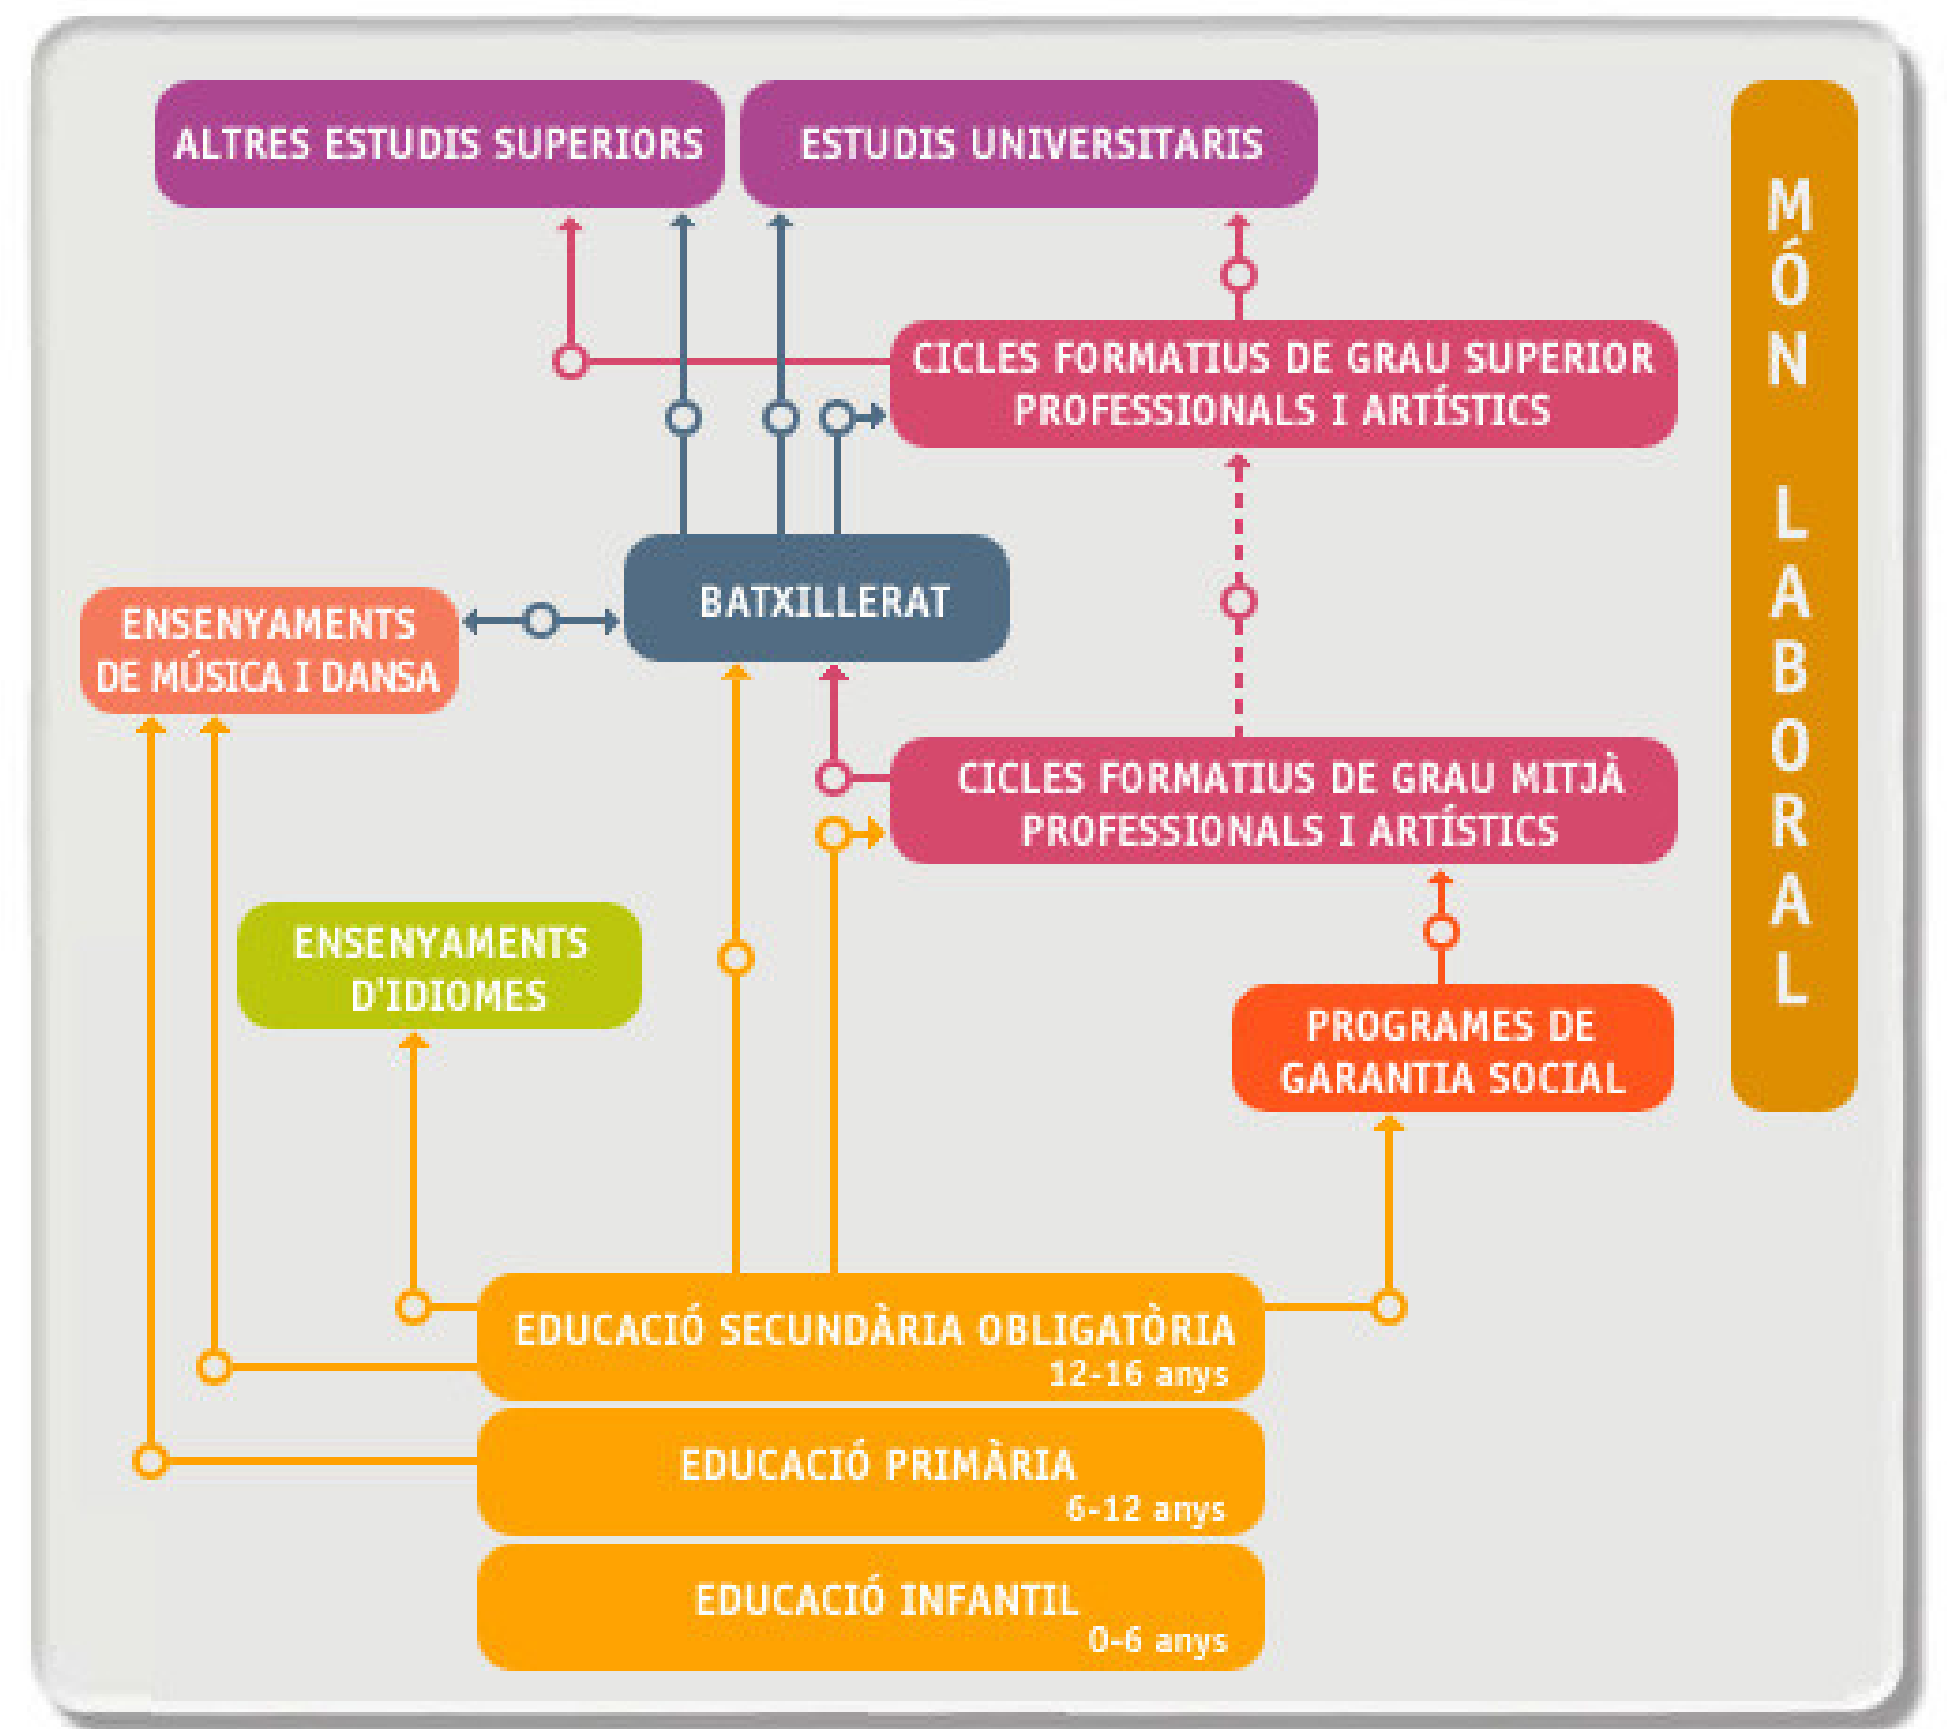 ALTRES ESTUDIS SUPERIORS
ESTUDIS UNIVERSITARIS
CICLES FORMATIUS DE GRAU SUPERIOR
PROFESSIONALS I ARTÍSTICS
BATXILLERAT
ENSENYAMENTS
DE MÚSICA I DANSA
CICLES FORMATIUS DE GRAU MITJÀ
PROFESSIONALS I ARTÍSTICS
ENSENYAMENTS
D'IDIOMES
PROGRAMES DE
GARANTIA SOCIAL
EDUCACIÓ SECUNDÀRIA OBLIGATÒRIA
12-16 anys
EDUCACIÓ PRIMÀRIA
6-12 anys
EDUCACIÓ INFANTIL
0-6 anys
MÓN LABORAL